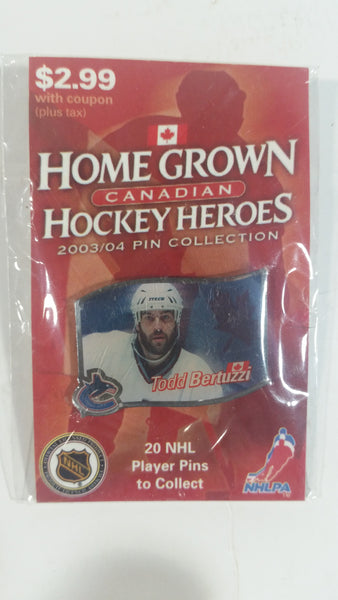 $2.99
with coupon
(plus tax)
HOME GROWN
CANADIAN
HOCKEY HEROES
2003/04 PIN COLLECTION
Todd Bertuzzi
20 NHL
Player Pins
to Collect
NHL
NHLPA